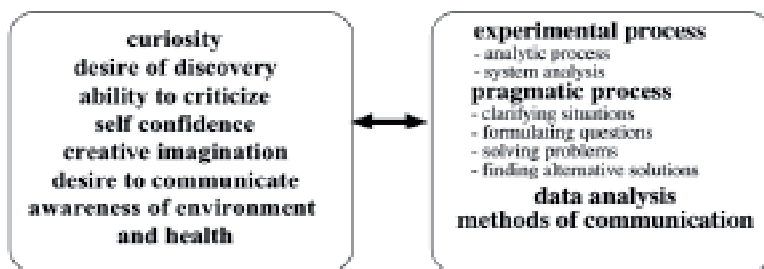 curiosity
desire of discovery
ability to criticize
self confidence
creative imagination
desire to communicate
awareness of environment
and health
experimental process
- analytic process
- system analysis
pragmatic process
- clarifying situations
- formulating questions
- solving problems
- finding alternative solutions
data analysis
methods of communication